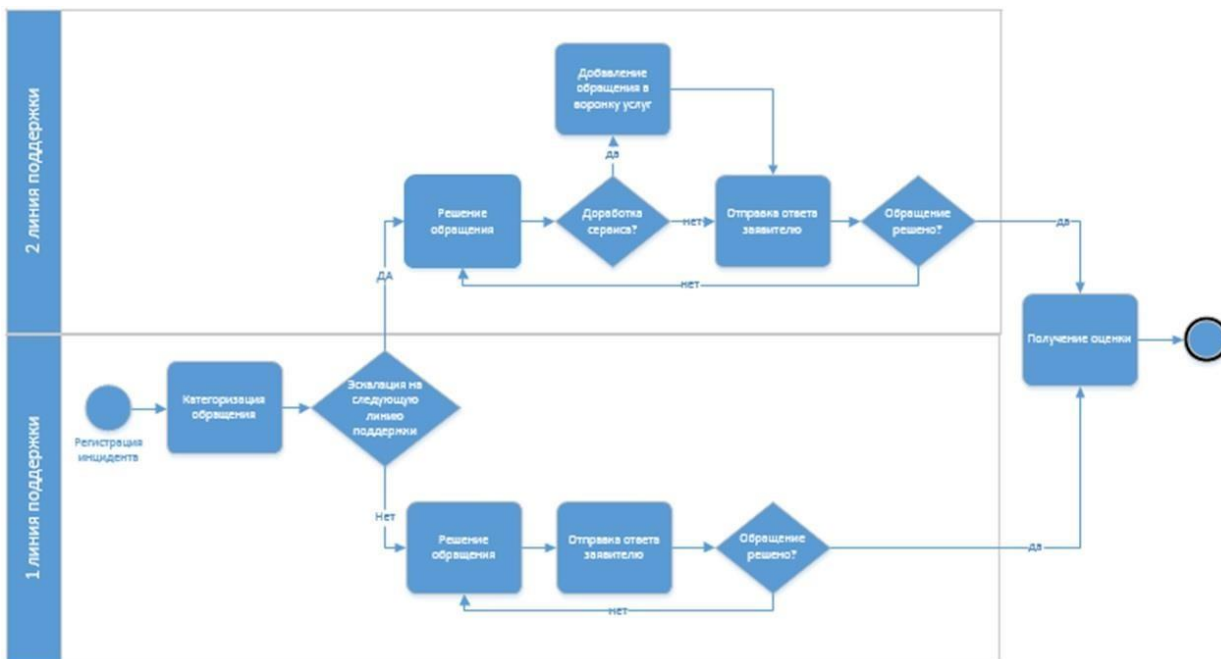 2 линия поддержки
Добавление
обращения в
воронку услуг
да
Решение
обращения
Доработка
сервиса?
нет
Отправка ответа
заявителю
Обращение
решено?
да
нет
ДА
Получение оценки
1 линия поддержки
Регистрация
инцидента
Категоризация
обращения
Эскалация на
следующую
линию
поддержки
Нет
Решение
обращения
Отправка ответа
заявителю
Обращение
решено?
да
нет